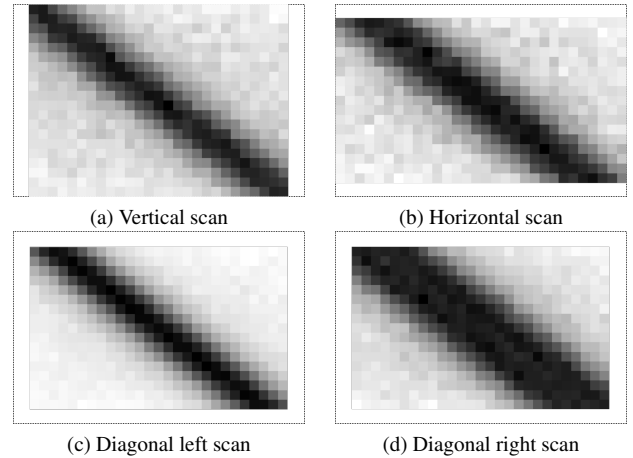 (a) Vertical scan
(b) Horizontal scan
(c) Diagonal left scan
(d) Diagonal right scan